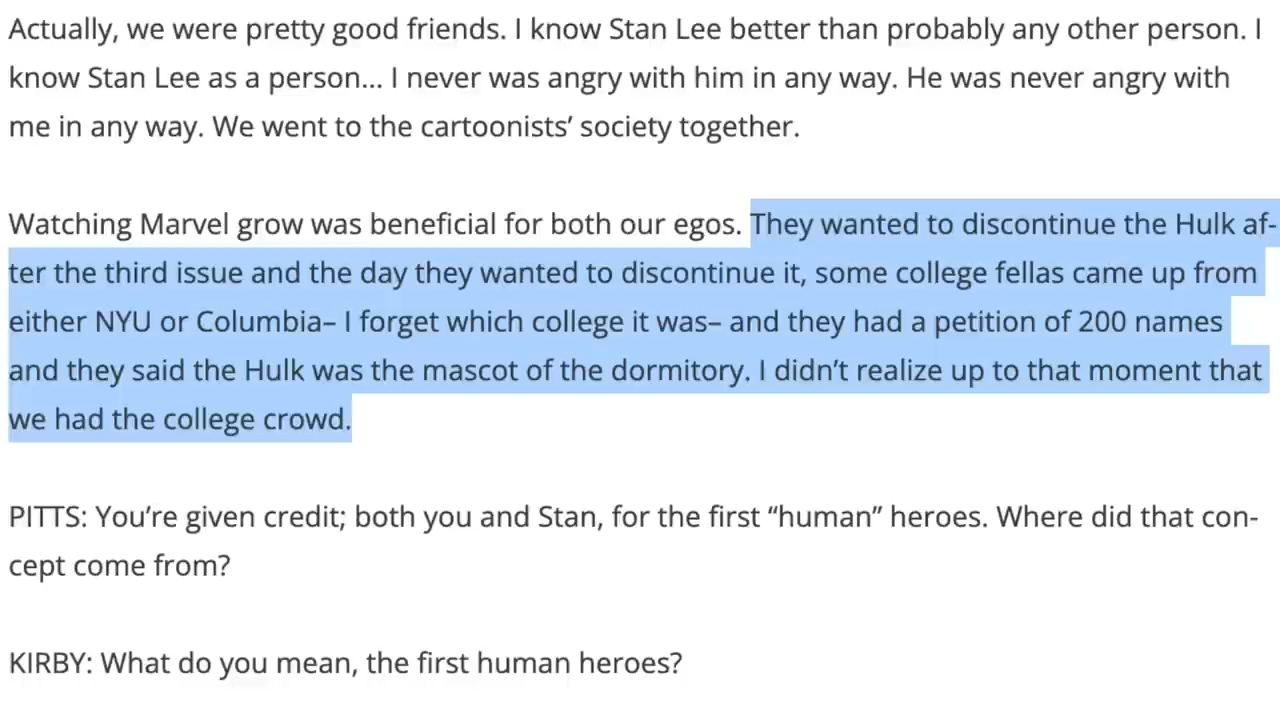 Actually, we were pretty good friends. I know Stan Lee better than probably any other person. I
know Stan Lee as a person... I never was angry with him in any way. He was never angry with
me in any way. We went to the cartoonists’ society together.
Watching Marvel grow was beneficial for both our egos. They wanted to discontinue the Hulk af-
ter the third issue and the day they wanted to discontinue it, some college fellas came up from
either NYU or Columbia– I forget which college it was– and they had a petition of 200 names
and they said the Hulk was the mascot of the dormitory. I didn’t realize up to that moment that
we had the college crowd.
PITTS: You’re given credit; both you and Stan, for the first “human” heroes. Where did that con-
cept come from?
KIRBY: What do you mean, the first human heroes?